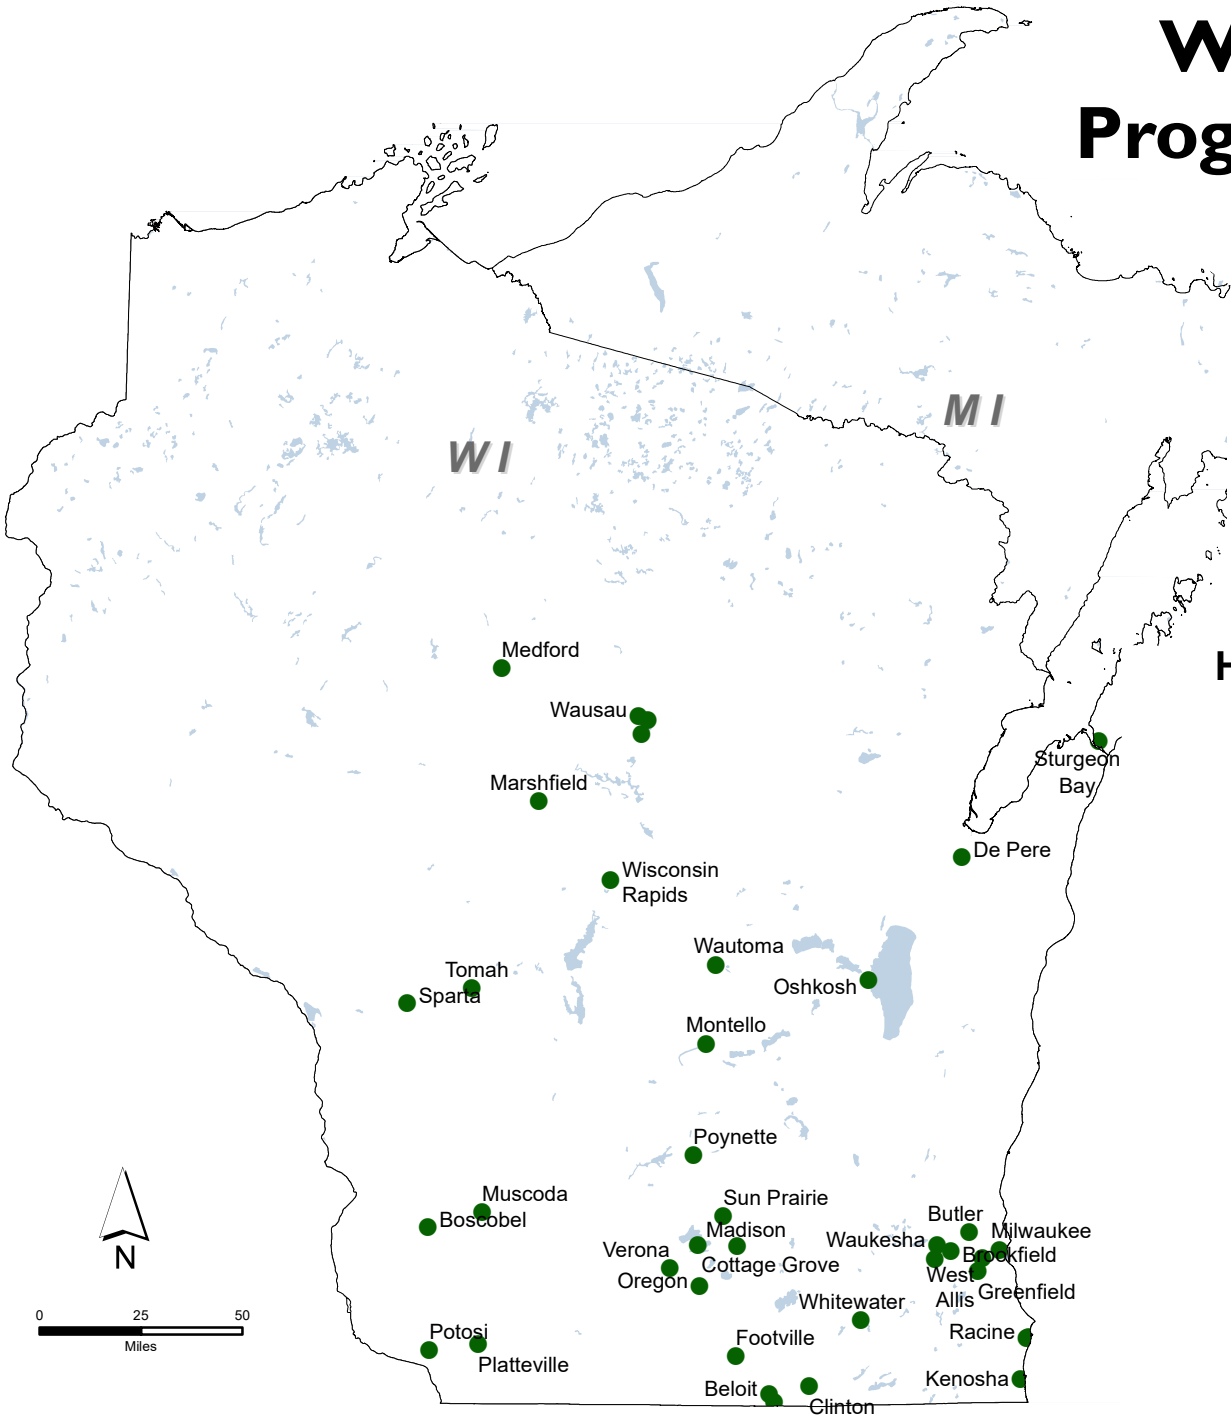 W
Prog
MI
WI
Medford
H
Wausau
Sturgeon
Bay
Marshfield
De Pere
Wisconsin
Rapids
Wautoma
Tomah
Oshkosh
Sparta
Montello
Poynette
Muscoda
Sun Prairie
Boscobel
Butler
Madison
Milwaukee
Waukesha
Verona
Brookfield
Cottage Grove
N
Oregon
West
Allis
Greenfield
Whitewater
0 25 50
Miles
Potosi
Racine
Footville
Platteville
Kenosha
Beloit
Clinton